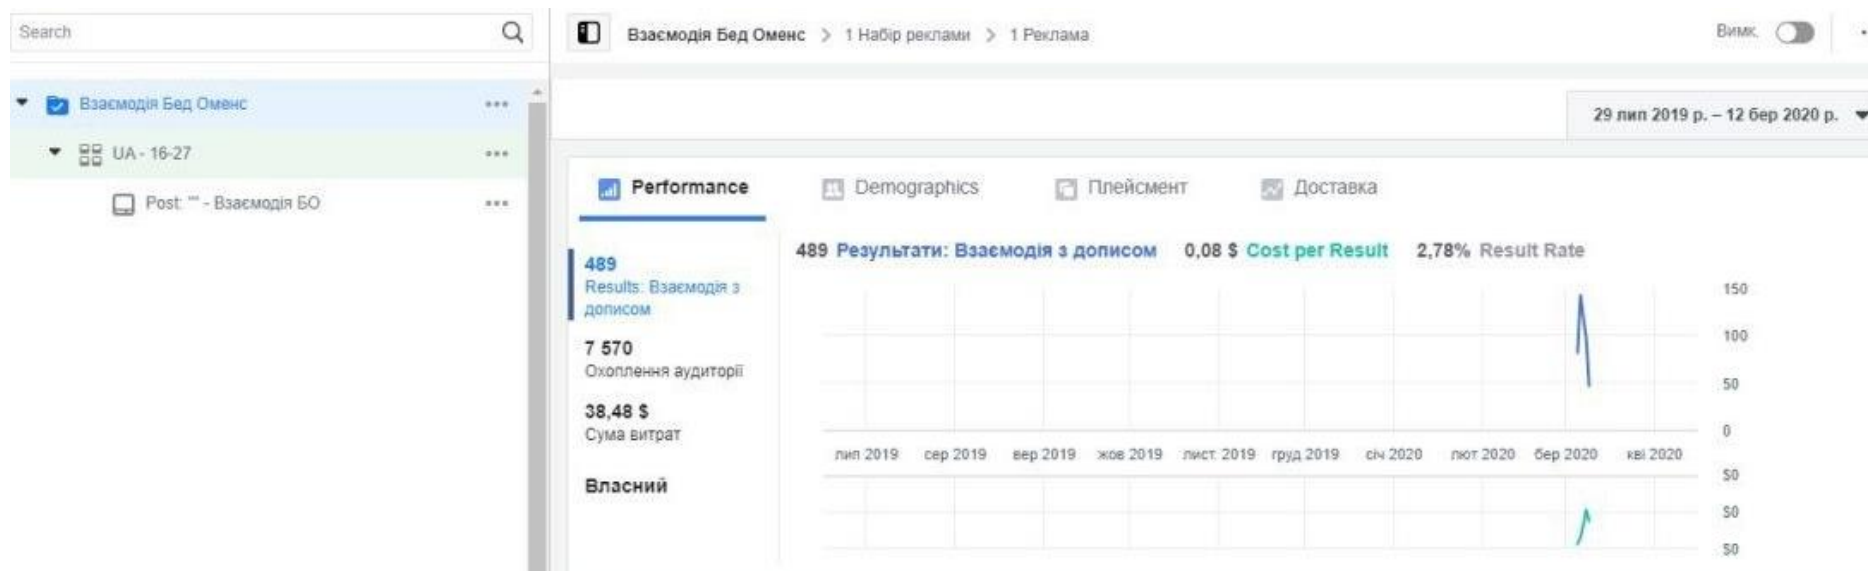 Search
Взаємодія Бед Оменс
UA - 16-27
Post: "" - Взаємодія БО
Взаємодія Бед Оменс > 1 Набір реклами > 1 Реклама
Вимк.
29 лип 2019 р. – 12 бер 2020 р.
Performance
Demographics
Плейсмент
Доставка
489
Results: Взаємодія з
дописом
7 570
Охоплення аудиторії
38,48 $
Сума витрат
Власний
489 Результати: Взаємодія з дописом 0,08 $ Cost per Result 2,78% Result Rate
150
100
50
0
лип 2019 сер 2019 вер 2019 жов 2019 лист. 2019 груд 2019 січ 2020 лют 2020 бер 2020 кві 2020
$0
$0
$0